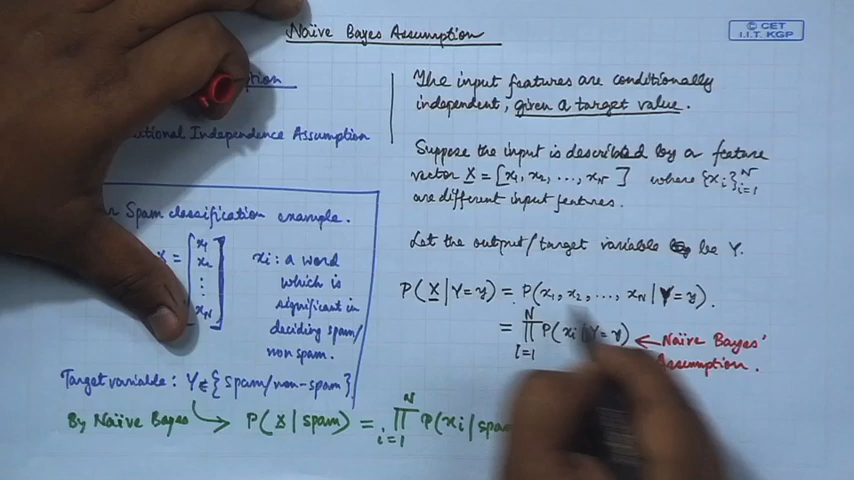 Naïve Bayes Assumption
© CET
I.I.T. KGP
Independence Assumption
Spam classification example.
X = [x1 x2 ⋮ xN]
xi : a word
which is
significant in
deciding spam/
non spam.
Target variable : Y ∈ {spam/non-spam}
By Naïve Bayes → P(X | spam) = ∏ i=1 N P(xi |
The input features are conditionally
independent, given a target value.
Suppose the input is described by a feature
vector X = [x1, x2, ..., xN] where {xi} i=1 N
are different input features.
Let the output/target variable be Y.
P(X | Y=y) = P(x1, x2, ..., xN | Y=y).
= ∏ i=1 N P(xi | Y=y) ← Naïve Bayes'
Assumption.